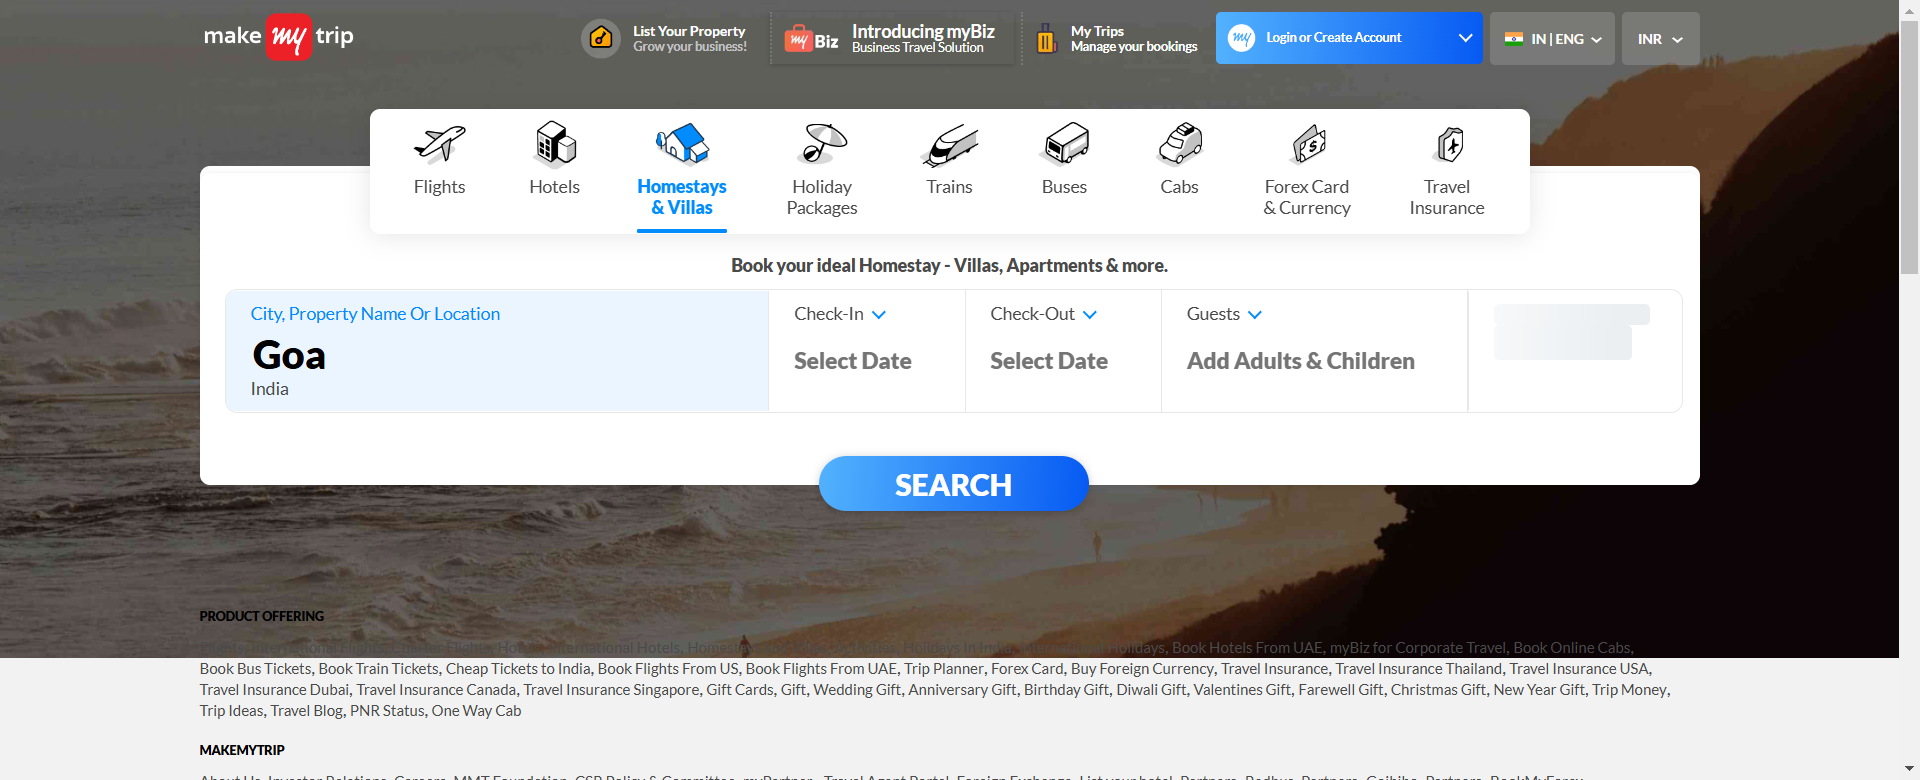 make my trip
List Your Property
Grow your business!
my Biz
Introducing myBiz
Business Travel Solution
My Trips
Manage your bookings
my
Login or Create Account
IN | ENG
INR
Flights
Hotels
Homestays
& Villas
Holiday
Packages
Trains
Buses
Cabs
Forex Card
& Currency
Travel
Insurance
Book your ideal Homestay - Villas, Apartments & more.
City, Property Name Or Location
Goa
India
Check-In
Select Date
Check-Out
Select Date
Guests
Add Adults & Children
SEARCH
PRODUCT OFFERING
International Hotels, Holidays, Book Hotels From UAE, myBiz for Corporate Travel, Book Online Cabs,
Book Bus Tickets, Book Train Tickets, Cheap Tickets to India, Book Flights From US, Book Flights From UAE, Trip Planner, Forex Card, Buy Foreign Currency, Travel Insurance, Travel Insurance Thailand, Travel Insurance USA,
Travel Insurance Dubai, Travel Insurance Canada, Travel Insurance Singapore, Gift Cards, Gift, Wedding Gift, Anniversary Gift, Birthday Gift, Diwali Gift, Valentines Gift, Farewell Gift, Christmas Gift, New Year Gift, Trip Money,
Trip Ideas, Travel Blog, PNR Status, One Way Cab
MAKEMYTRIP